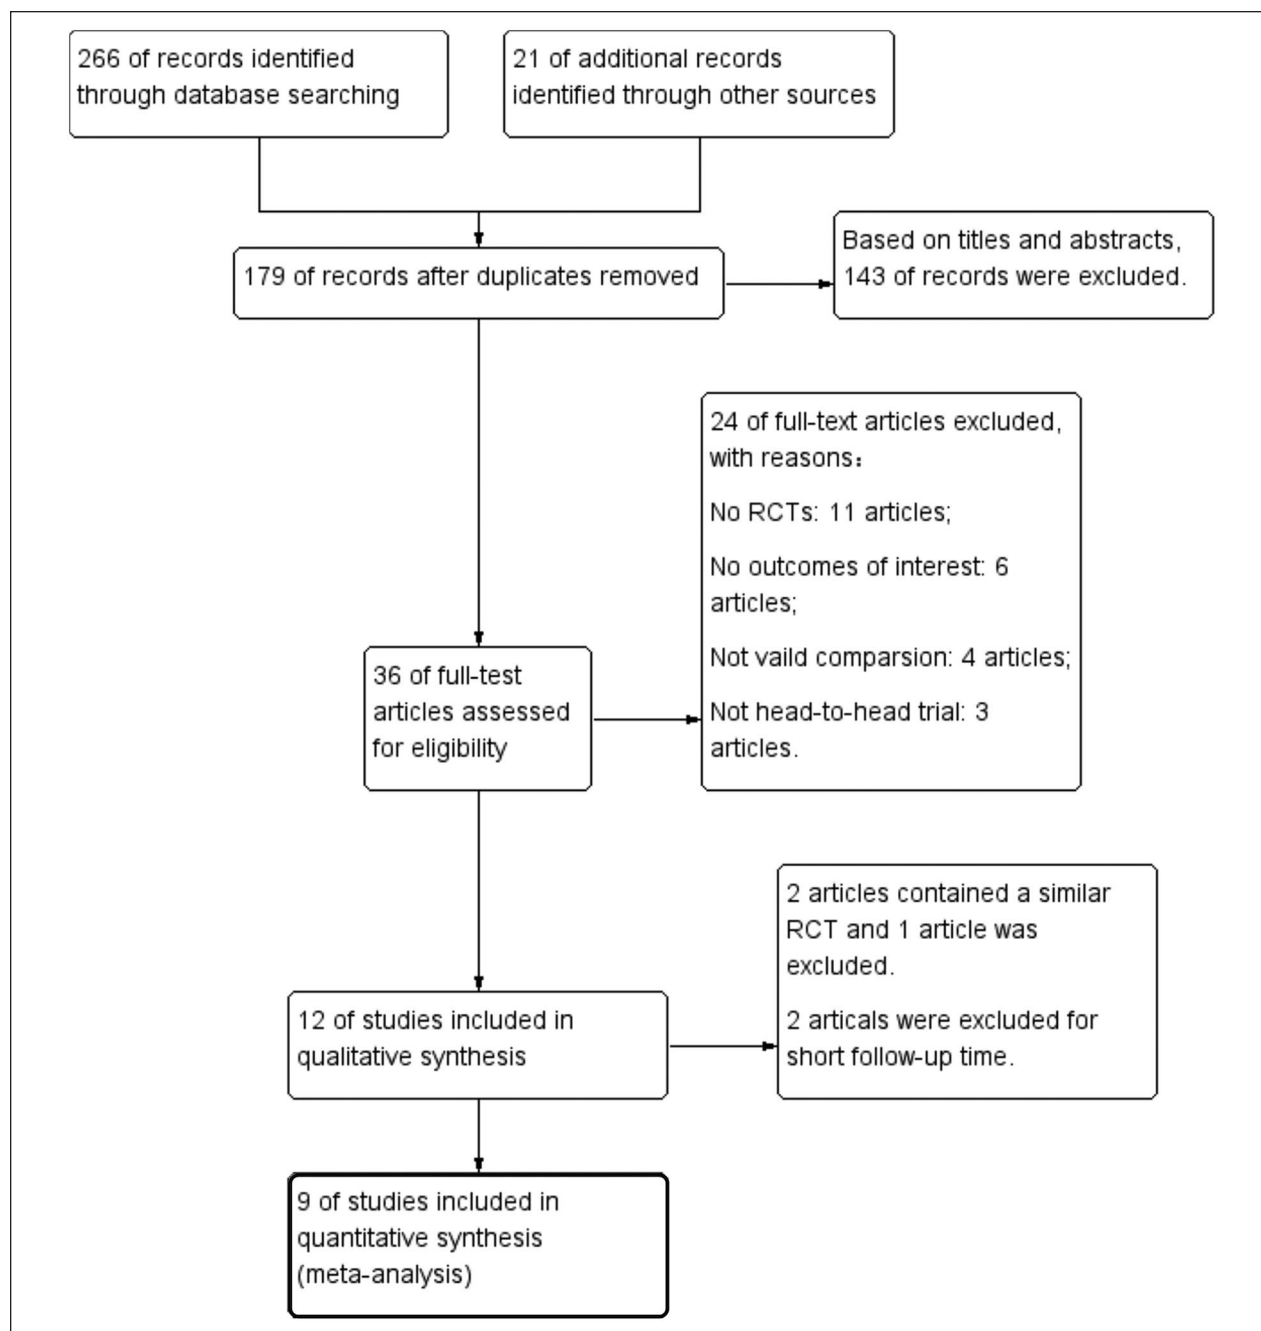 266 of records identified
through database searching
21 of additional records
identified through other sources
179 of records after duplicates removed
Based on titles and abstracts,
143 of records were excluded.
24 of full-text articles excluded,
with reasons：
No RCTs: 11 articles;
No outcomes of interest: 6
articles;
Not vaild comparsion: 4 articles;
Not head-to-head trial: 3
articles.
36 of full-test
articles assessed
for eligibility
2 articles contained a similar
RCT and 1 article was
excluded.
2 articals were excluded for
short follow-up time.
12 of studies included in
qualitative synthesis
9 of studies included in
quantitative synthesis
(meta-analysis)